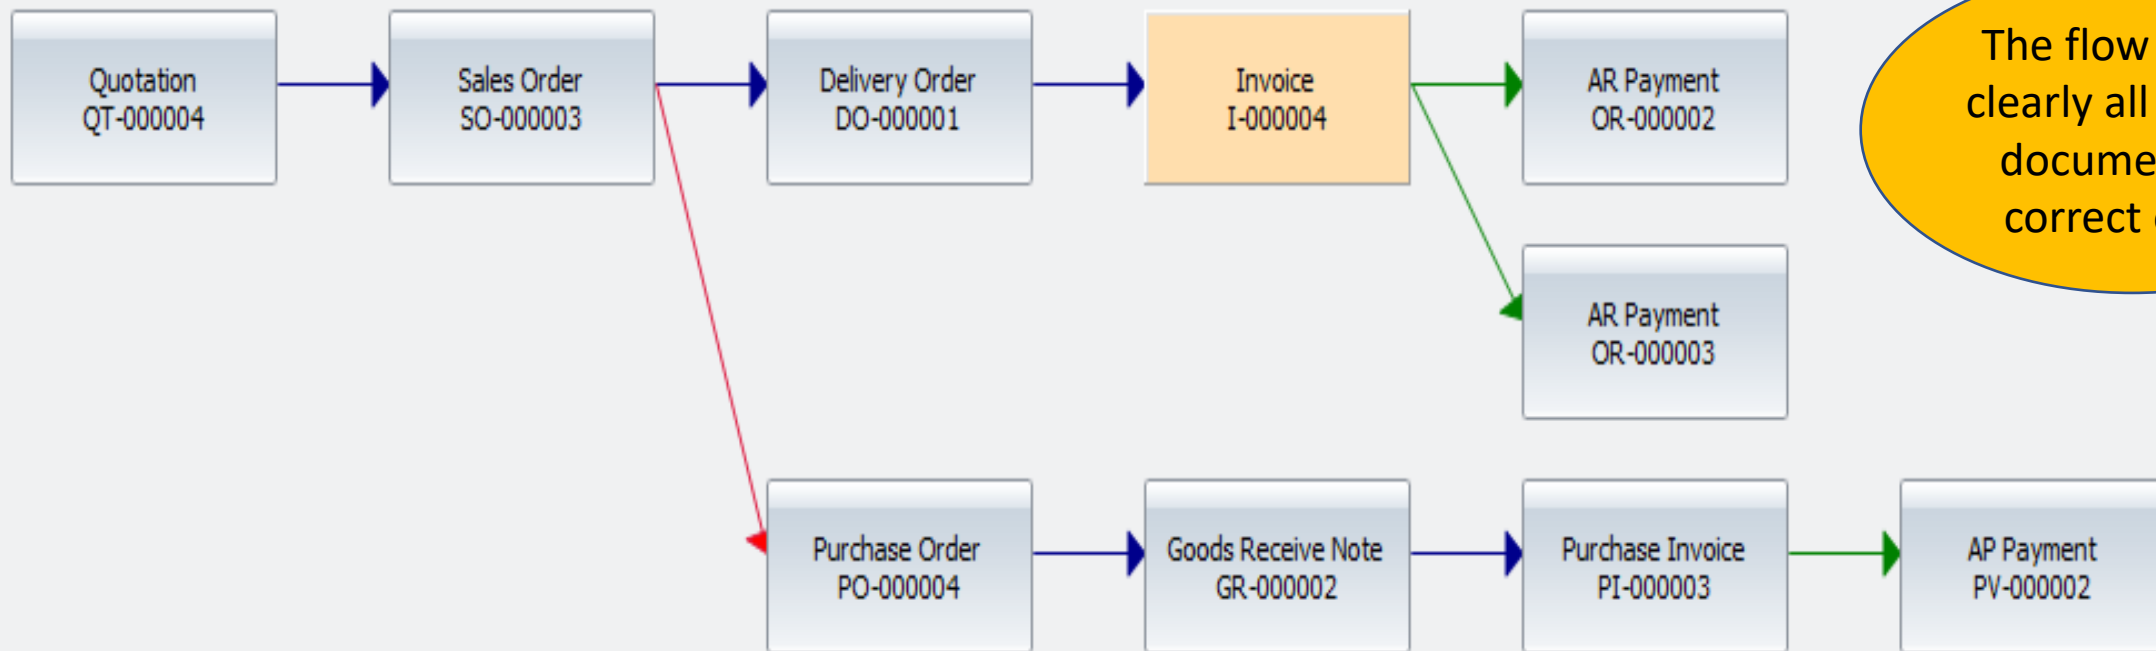 Quotation
QT-000004
Sales Order
SO-000003
Delivery Order
DO-000001
Invoice
I-000004
AR Payment
OR-000002
The flow
clearly all
correct
AR Payment
OR-000003
Purchase Order
PO-000004
Goods Receive Note
GR-000002
Purchase Invoice
PI-000003
AP Payment
PV-000002